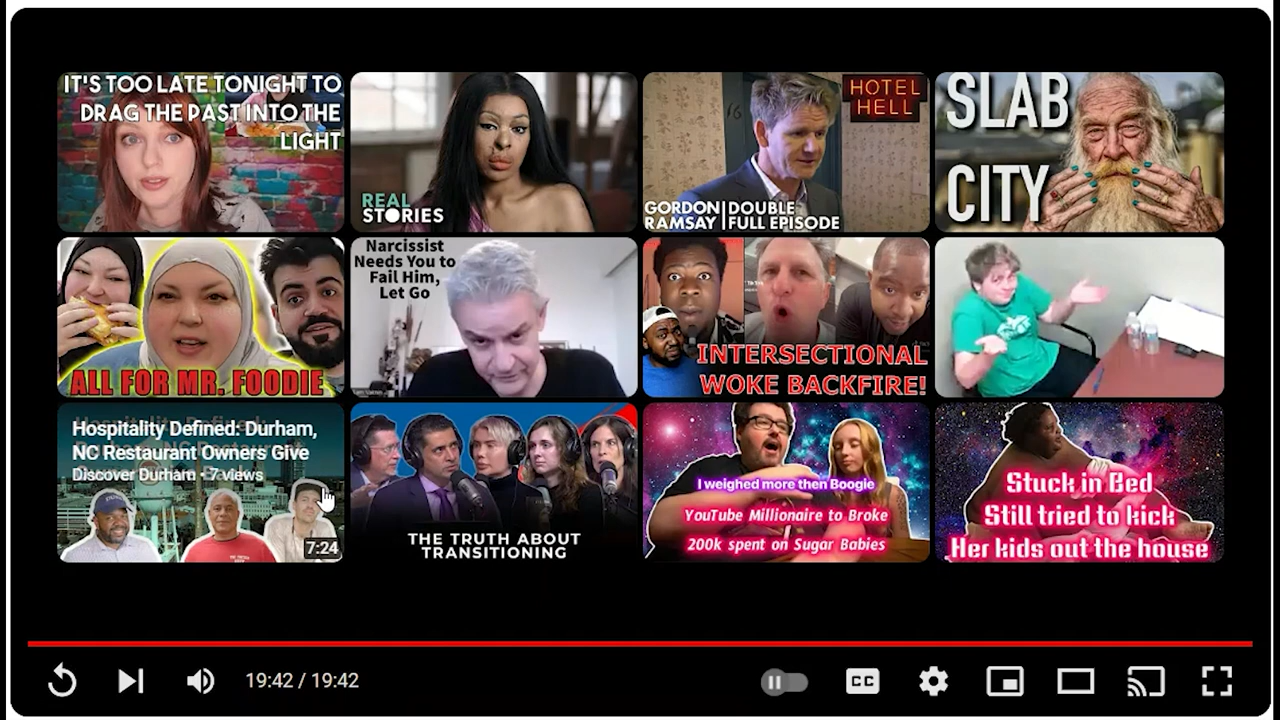 IT'S TOO LATE TONIGHT TO
DRAG THE PAST INTO THE
LIGHT
REAL
STORIES
HOTEL
HELL
GORDON
RAMSAY
DOUBLE
FULL EPISODE
SLAB
CITY
ALL FOR MR. FOODIE
Narcissist
Needs You to
Fail Him,
Let Go
INTERSECTIONAL
WOKE BACKFIRE!
Hospitality Defined: Durham,
NC Restaurant Owners Give
Discover Durham • 7 views
7:24
THE TRUTH ABOUT
TRANSITIONING
I weighed more then Boogie
YouTube Millionaire to Broke
200k spent on Sugar Babies
Stuck in Bed
Still tried to kick
Her kids out the house
19:42 / 19:42
CC